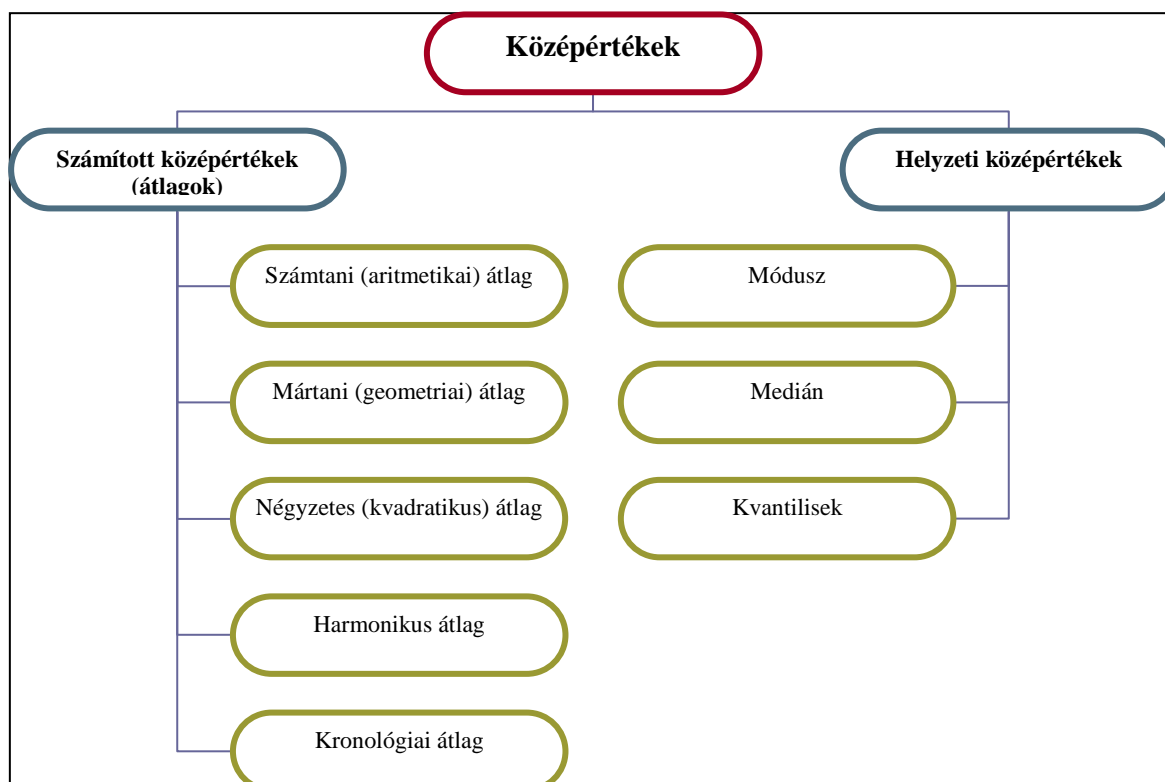 Középértékek
Számított középértékek
(átlagok)
Helyzeti középértékek
Számtani (aritmetikai) átlag
Módusz
Mártani (geometriai) átlag
Medián
Négyzetes (kvadratikus) átlag
Kvantilisek
Harmonikus átlag
Kronológiai átlag